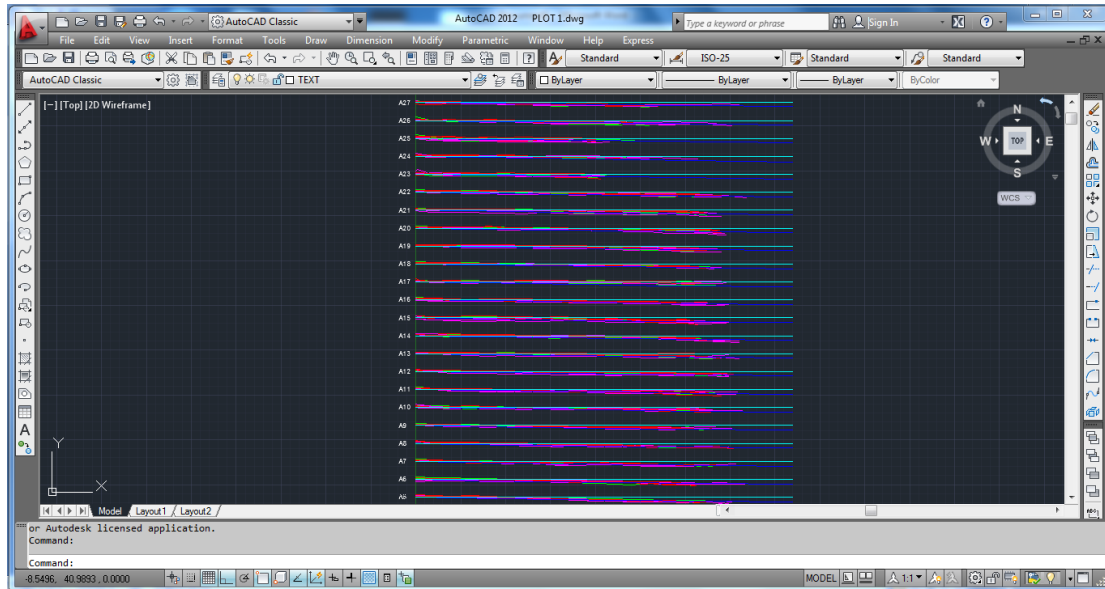 AutoCAD Classic
AutoCAD 2012 PLOT 1.dwg
Type a keyword or phrase
Sign In
File Edit View Insert Format Tools Draw Dimension Modify Parametric Window Help Express
Standard ISO-25 Standard Standard
AutoCAD Classic TEXT ByLayer ByLayer ByLayer ByColor
[−][Top][2D Wireframe]
N
W TOP E
S
WCS
A27
A26
A25
A24
A23
A22
A21
A20
A19
A18
A17
A16
A15
A14
A13
A12
A11
A10
A9
A8
A7
A6
A5
Y
X
Model Layout1 Layout2
or Autodesk licensed application.
Command:
Command:
-8.5496, 40.9893, 0.0000
MODEL 1:1